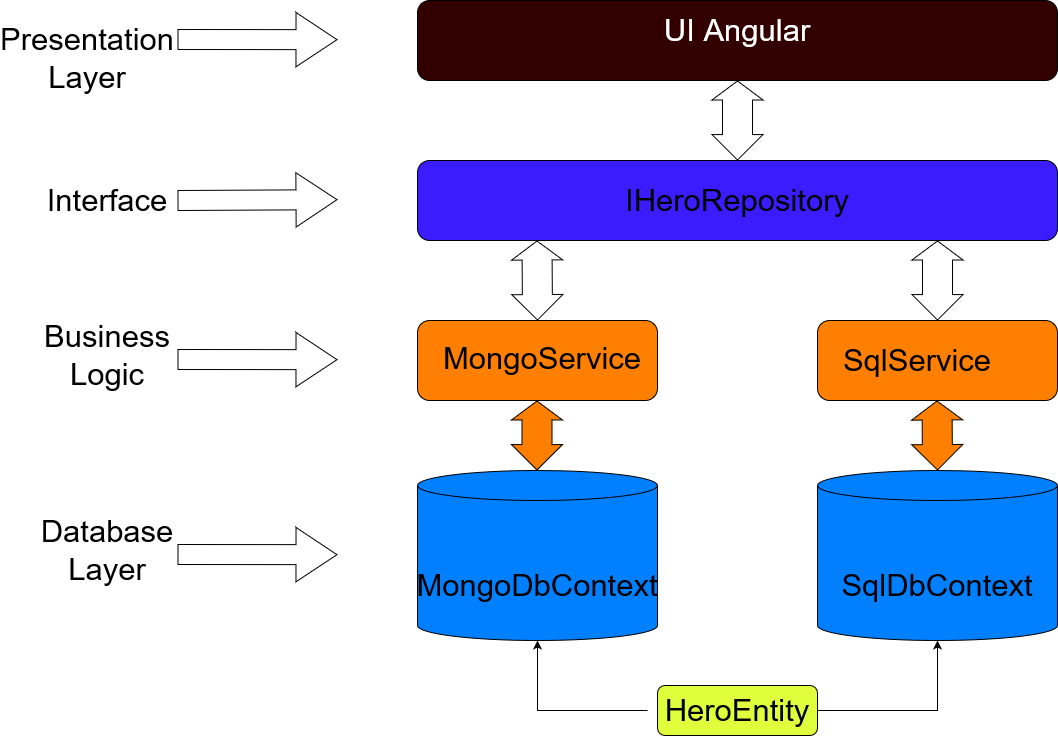 Presentation
Layer
UI Angular
Interface
IHeroRepository
Business
Logic
MongoService
SqlService
Database
Layer
MongoDbContext
SqlDbContext
HeroEntity